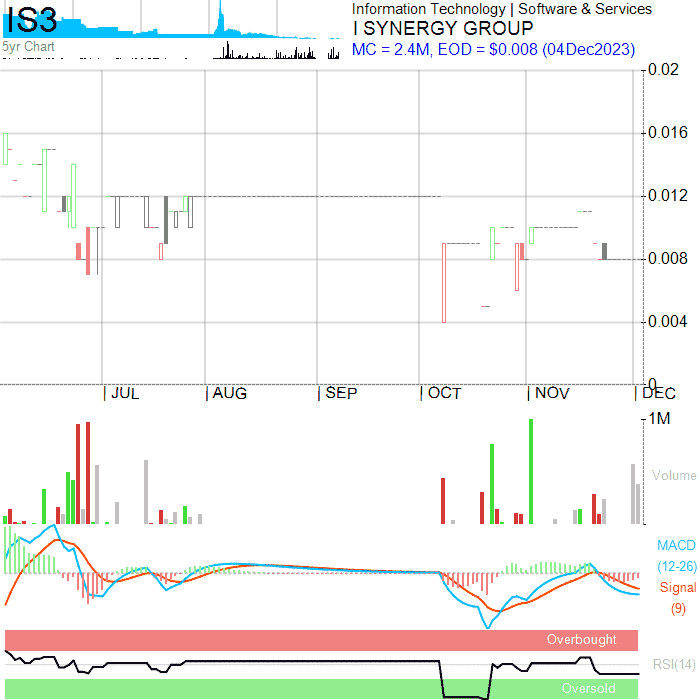 IS3
Information Technology | Software & Services
I SYNERGY GROUP
5yr Chart
MC = 2.4M, EOD = $0.008 (04Dec2023)
0.02
0.016
0.012
0.008
0.004
0
JUL
AUG
SEP
OCT
NOV
DEC
1M
Volume
MACD
(12-26)
Signal
(9)
Overbought
RSI(14)
Oversold